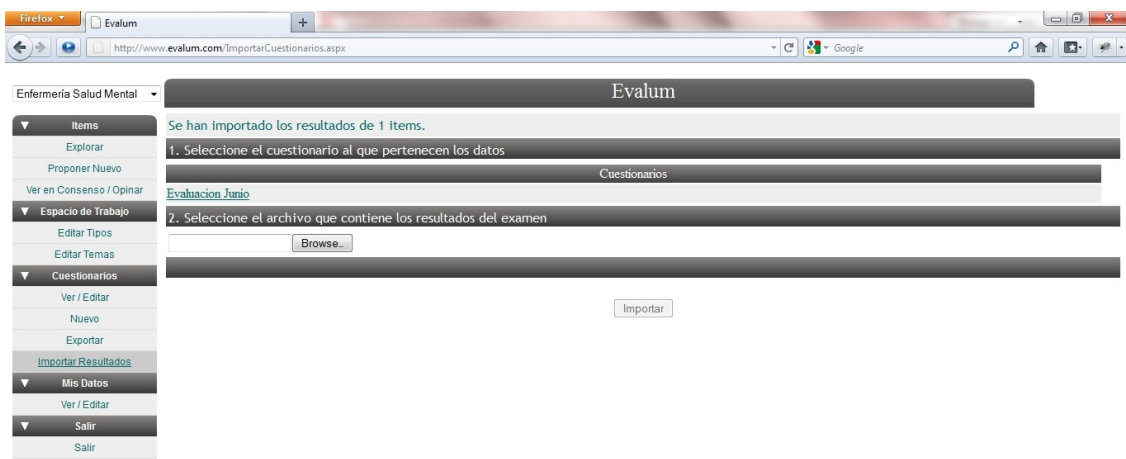 Firefox
Evalum
http://www.evalum.com/ImportarCuestionarios.aspx
Google
Enfermería Salud Mental
Evalum
Items
Explorar
Proponer Nuevo
Ver en Consenso / Opinar
Espacio de Trabajo
Editar Tipos
Editar Temas
Cuestionarios
Ver / Editar
Nuevo
Exportar
Importar Resultados
Mis Datos
Ver / Editar
Salir
Salir
Se han importado los resultados de 1 items.
1. Seleccione el cuestionario al que pertenecen los datos
Cuestionarios
Evaluacion Junio
2. Seleccione el archivo que contiene los resultados del examen
Browse..
Importar